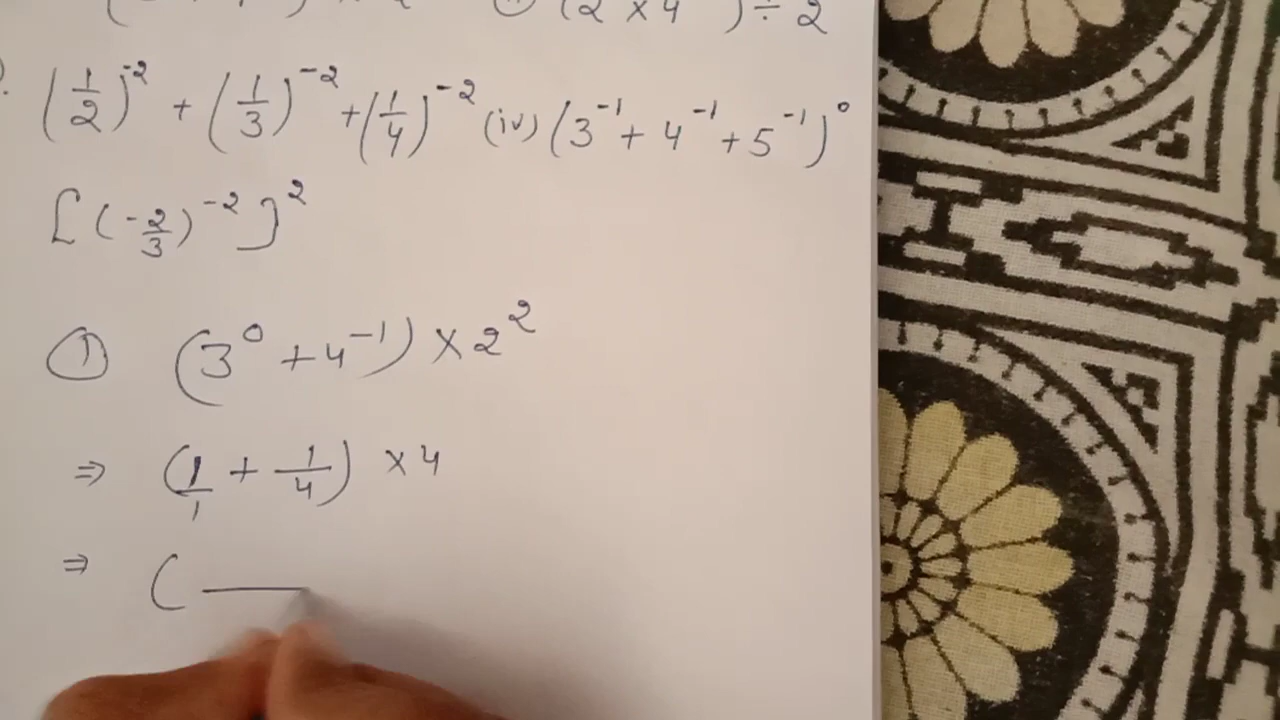 (2 × 4 ) ÷ 2
(1/2)^-2 + (1/3)^-2 + (1/4)^-2 (iv) (3^-1 + 4^-1 + 5^-1)^0
[(-2/3)^-2]^2
① (3^0 + 4^-1) × 2^2
⇒ (1/1 + 1/4) × 4
⇒ (